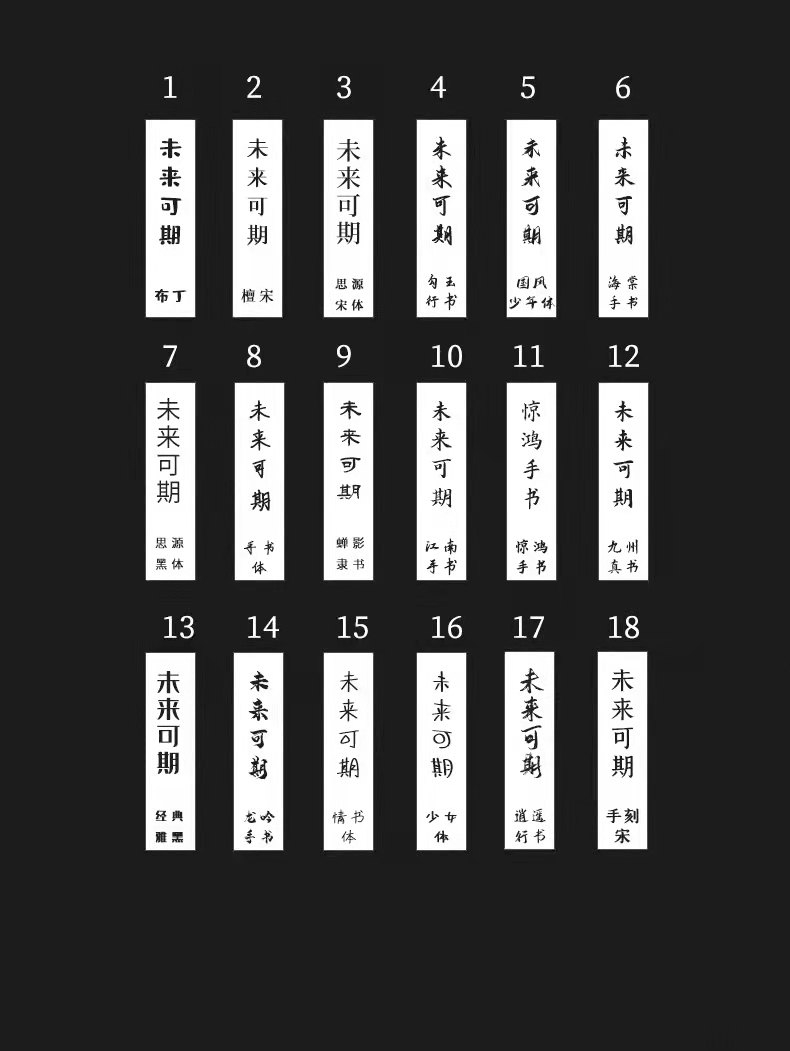 1 2 3 4 5 6
未来可期
布丁
未来可期
檀宋
未来可期
思源
宋体
未来可期
勾玉
行书
未来可期
国风
少年体
未来可期
海棠
手书
7 8 9 10 11 12
未来可期
思源
黑体
未来可期
手书
体
未来可期
蝉影
隶书
未来可期
江南
手书
惊鸿手书
惊鸿
手书
未来可期
九州
真书
13 14 15 16 17 18
未来可期
经典
雅黑
未来可期
龙吟
手书
未来可期
情书
体
未来可期
少女
体
未来可期
逍遥
行书
未来可期
手刻
宋